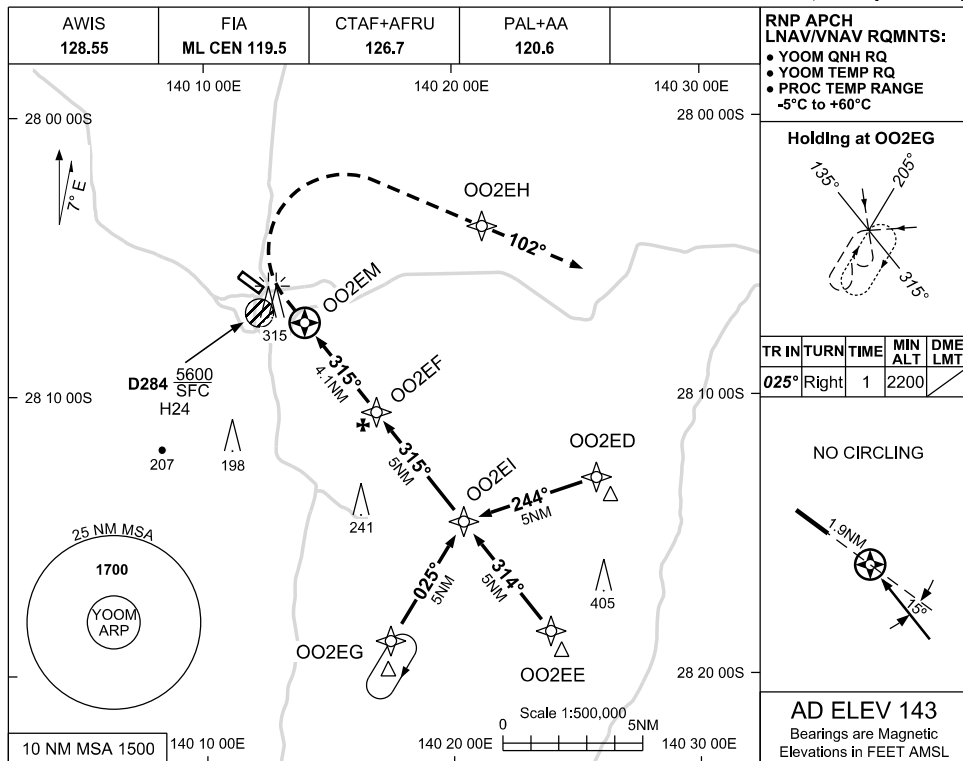 AWIS
128.55
FIA
ML CEN 119.5
CTAF+AFRU
126.7
PAL+AA
120.6
RNP APCH
LNAV/VNAV RQMNTS:
• YOOM QNH RQ
• YOOM TEMP RQ
• PROC TEMP RANGE
-5°C to +60°C
140 10 00E
140 20 00E
140 30 00E
28 00 00S
28 00 00S
7° E
OO2EH
102°
OO2EM
315
315°
4.1NM
OO2EF
D284 5600
SFC
H24
28 10 00S
28 10 00S
207
198
241
315°
5NM
OO2EI
OO2ED
244°
5NM
025°
5NM
314°
5NM
405
OO2EG
OO2EE
25 NM MSA
1700
YOOM
ARP
28 20 00S
Scale 1:500,000
0
5NM
10 NM MSA 1500
140 10 00E
140 20 00E
140 30 00E
Holding at OO2EG
135°
205°
315°
TR IN TURN TIME MIN ALT DME LMT
025° Right 1 2200
NO CIRCLING
1.9NM
15°
AD ELEV 143
Bearings are Magnetic
Elevations in FEET AMSL